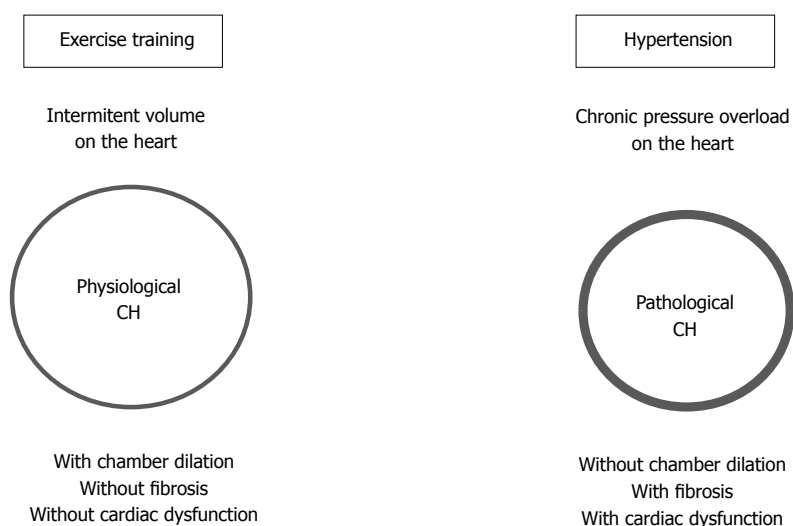 Exercise training
Intermitent volume
on the heart
Physiological
CH
With chamber dilation
Without fibrosis
Without cardiac dysfunction
Hypertension
Chronic pressure overload
on the heart
Pathological
CH
Without chamber dilation
With fibrosis
With cardiac dysfunction